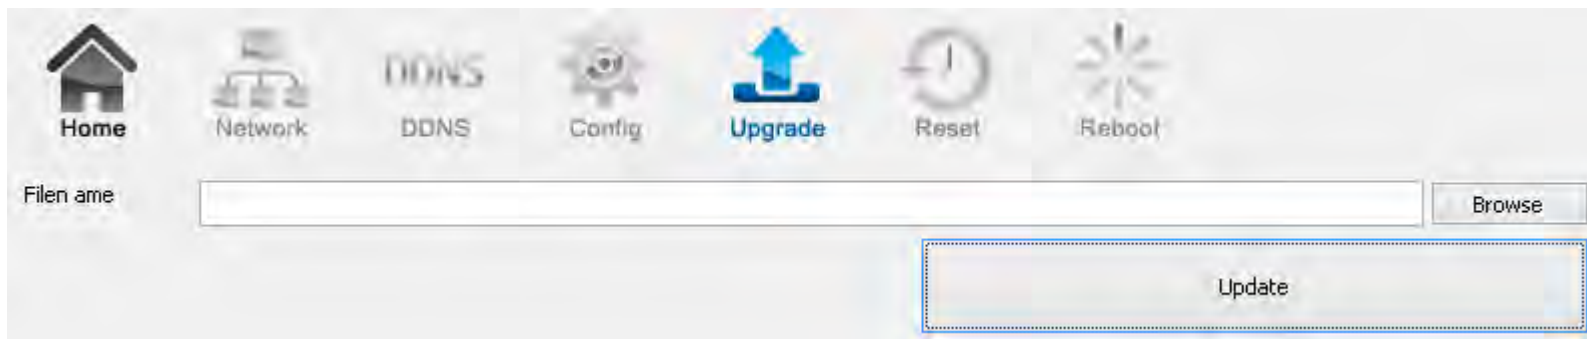 DDNS
Home Network DDNS Config Upgrade Reset Reboot
Filen ame
Browse
Update